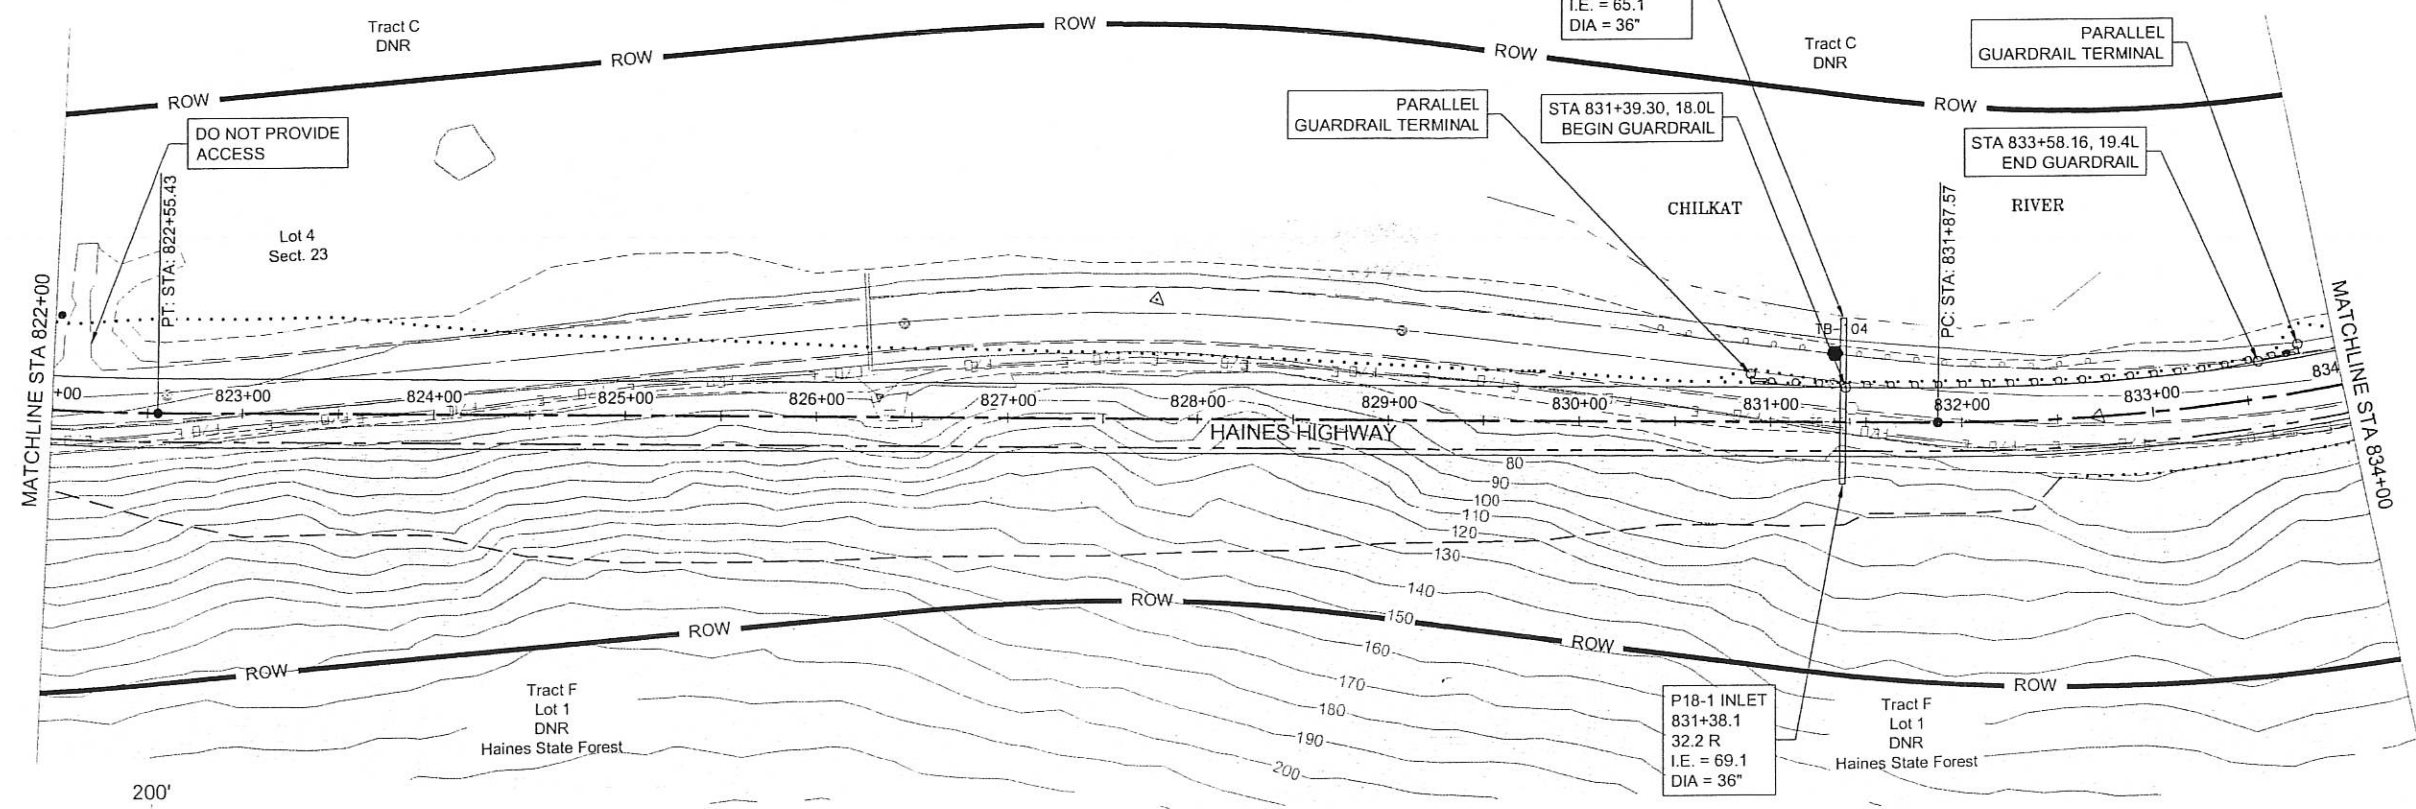 I.E. = 65.1
DIA = 36"
Tract C
DNR
ROW
ROW
ROW
ROW
ROW
Tract C
DNR
PARALLEL
GUARDRAIL TERMINAL
DO NOT PROVIDE
ACCESS
PARALLEL
GUARDRAIL TERMINAL
STA 831+39.30, 18.0L
BEGIN GUARDRAIL
STA 833+58.16, 19.4L
END GUARDRAIL
PT: STA: 822+55.43
Lot 4
Sect. 23
CHILKAT
RIVER
PC: STA: 831+87.57
TB-104
MATCHLINE STA 822+00
MATCHLINE STA 834+00
+00
823+00
824+00
825+00
826+00
827+00
828+00
829+00
830+00
831+00
832+00
833+00
834
HAINES HIGHWAY
80
90
100
110
120
130
140
150
160
170
180
190
200
ROW
ROW
ROW
ROW
ROW
Tract F
Lot 1
DNR
Haines State Forest
P18-1 INLET
831+38.1
32.2 R
I.E. = 69.1
DIA = 36"
Tract F
Lot 1
DNR
Haines State Forest
200'